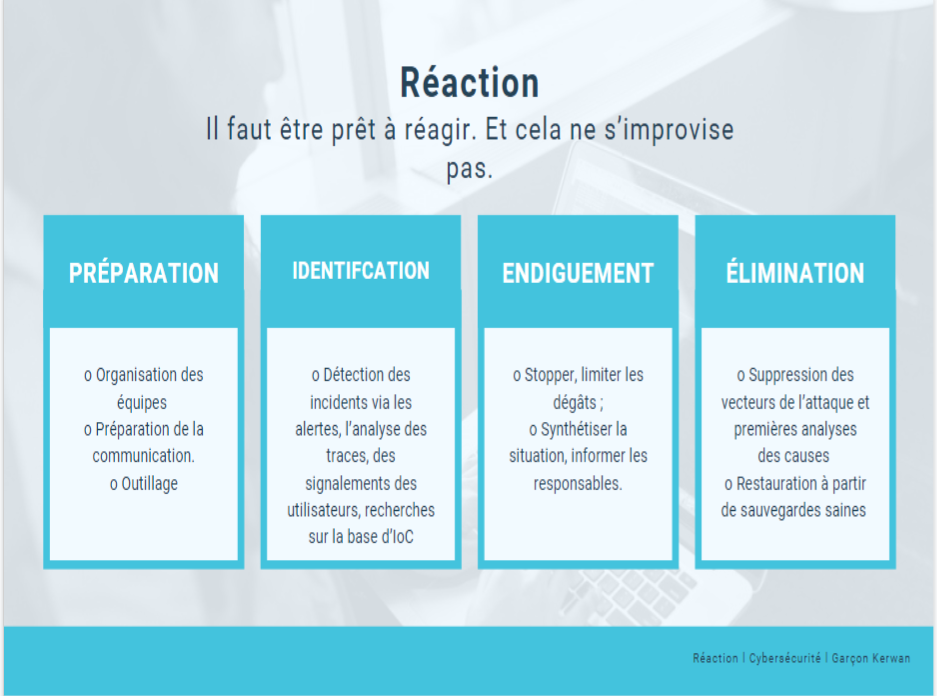 Réaction
Il faut être prêt à réagir. Et cela ne s’improvise
pas.
PRÉPARATION
o Organisation des
équipes
o Préparation de la
communication.
o Outillage
IDENTIFCATION
o Détection des
incidents via les
alertes, l’analyse des
traces, des
signalements des
utilisateurs, recherches
sur la base d’IoC
ENDIGUEMENT
o Stopper, limiter les
dégâts ;
o Synthétiser la
situation, informer les
responsables.
ÉLIMINATION
o Suppression des
vecteurs de l’attaque et
premières analyses
des causes
o Restauration à partir
de sauvegardes saines
Réaction | Cybersécurité | Garçon Kerwan